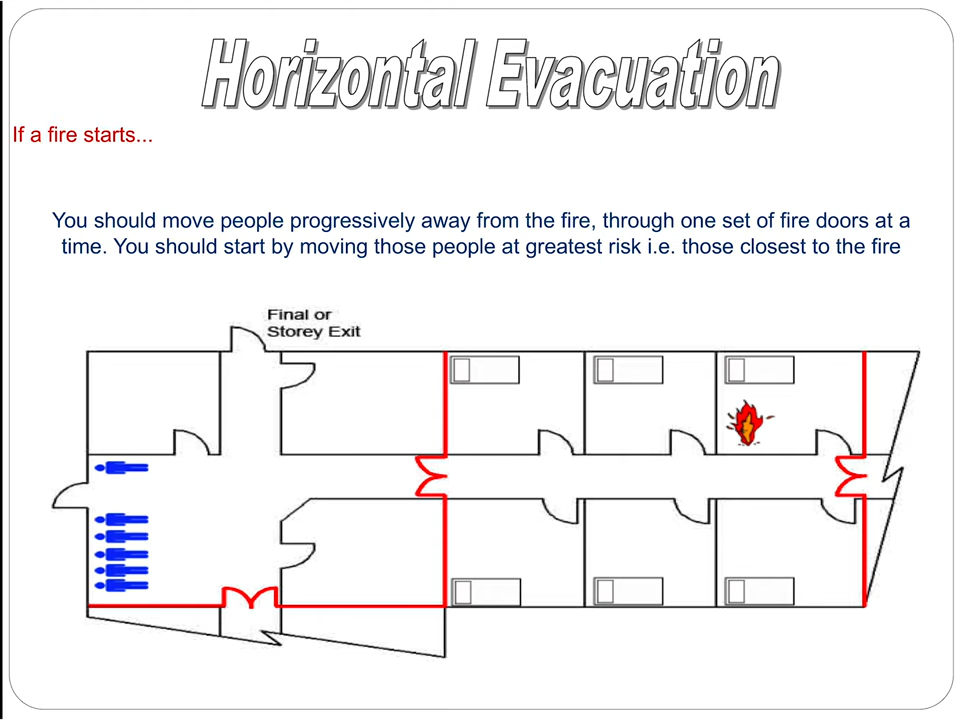 Horizontal Evacuation
If a fire starts...
You should move people progressively away from the fire, through one set of fire doors at a
time. You should start by moving those people at greatest risk i.e. those closest to the fire
Final or
Storey Exit